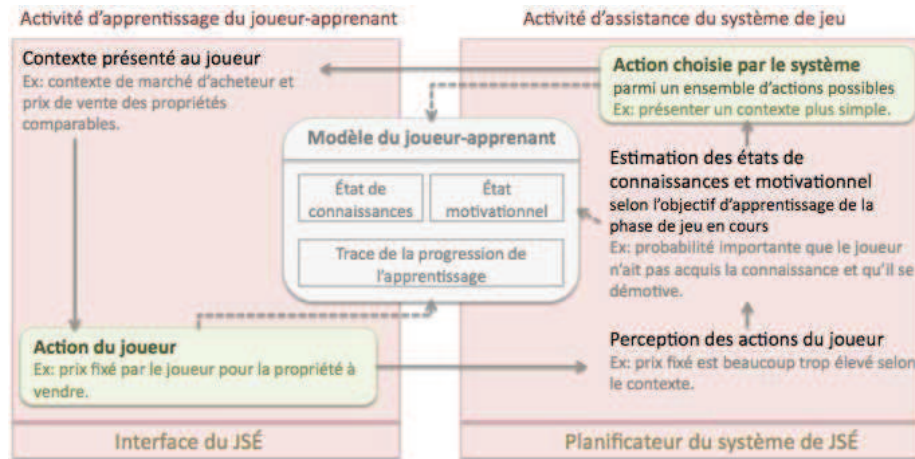 Activité d'apprentissage du joueur-apprenant
Activité d'assistance du système de jeu
Contexte présenté au joueur
Ex: contexte de marché d'acheteur et
prix de vente des propriétés
comparables.
Action choisie par le système
parmi un ensemble d'actions possibles
Ex: présenter un contexte plus simple.
Modèle du joueur-apprenant
État de
connaissances
État
motivationnel
Trace de la progression de
l'apprentissage
Estimation des états de
connaissances et motivationnel
selon l'objectif d'apprentissage de la
phase de jeu en cours
Ex: probabilité importante que le joueur
n'ait pas acquis la connaissance et qu'il se
démotive.
Action du joueur
Ex: prix fixé par le joueur pour la propriété à
vendre.
Perception des actions du joueur
Ex: prix fixé est beaucoup trop élevé selon
le contexte.
Interface du JSÉ
Planificateur du système de JSÉ